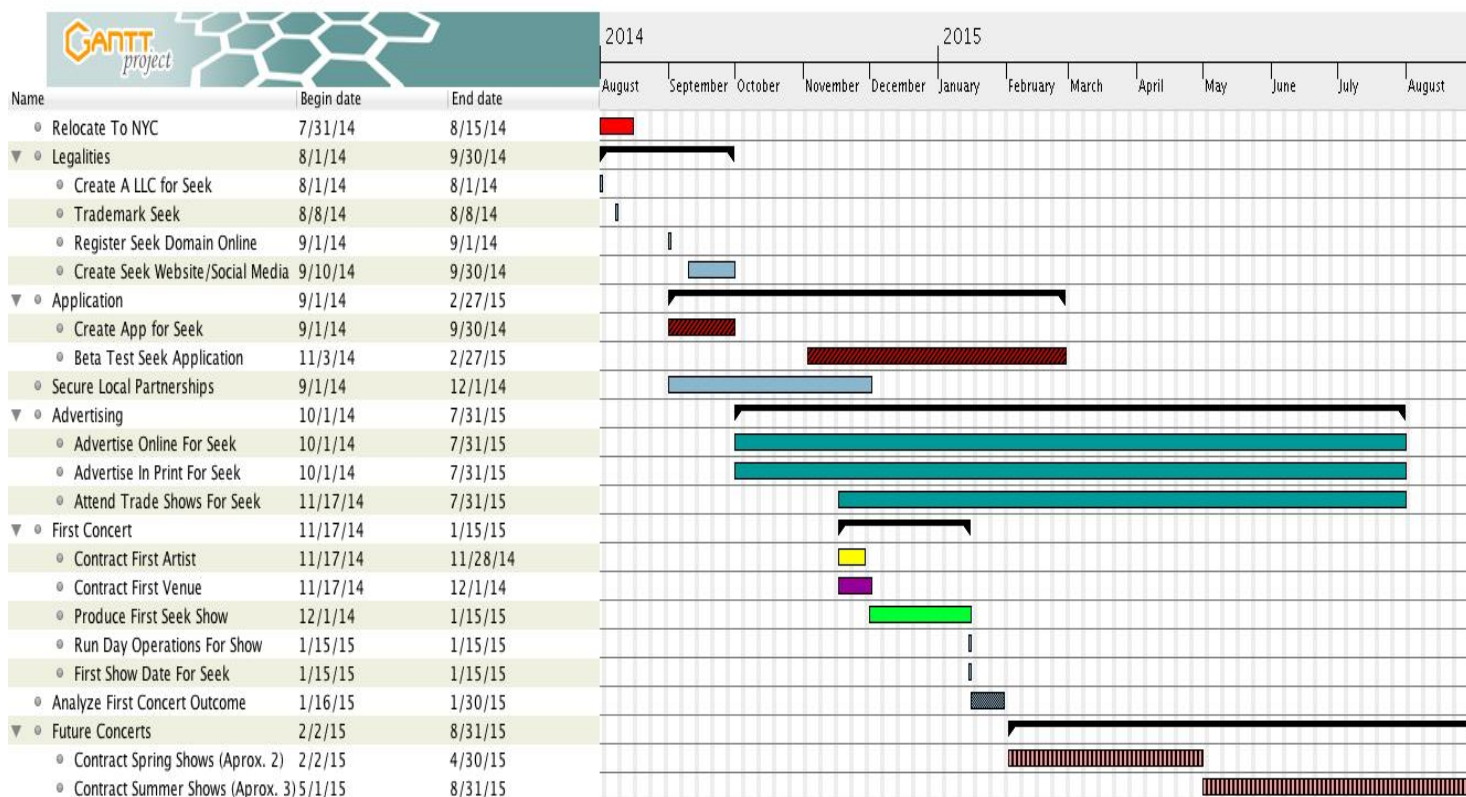 GANTT
project
2014 2015
August September October November December January February March April May June July August
Name Begin date End date
Relocate To NYC 7/31/14 8/15/14
Legalities 8/1/14 9/30/14
Create A LLC for Seek 8/1/14 8/1/14
Trademark Seek 8/8/14 8/8/14
Register Seek Domain Online 9/1/14 9/1/14
Create Seek Website/Social Media 9/10/14 9/30/14
Application 9/1/14 2/27/15
Create App for Seek 9/1/14 9/30/14
Beta Test Seek Application 11/3/14 2/27/15
Secure Local Partnerships 9/1/14 12/1/14
Advertising 10/1/14 7/31/15
Advertise Online For Seek 10/1/14 7/31/15
Advertise In Print For Seek 10/1/14 7/31/15
Attend Trade Shows For Seek 11/17/14 7/31/15
First Concert 11/17/14 1/15/15
Contract First Artist 11/17/14 11/28/14
Contract First Venue 11/17/14 12/1/14
Produce First Seek Show 12/1/14 1/15/15
Run Day Operations For Show 1/15/15 1/15/15
First Show Date For Seek 1/15/15 1/15/15
Analyze First Concert Outcome 1/16/15 1/30/15
Future Concerts 2/2/15 8/31/15
Contract Spring Shows (Aprox. 2) 2/2/15 4/30/15
Contract Summer Shows (Aprox. 3) 5/1/15 8/31/15